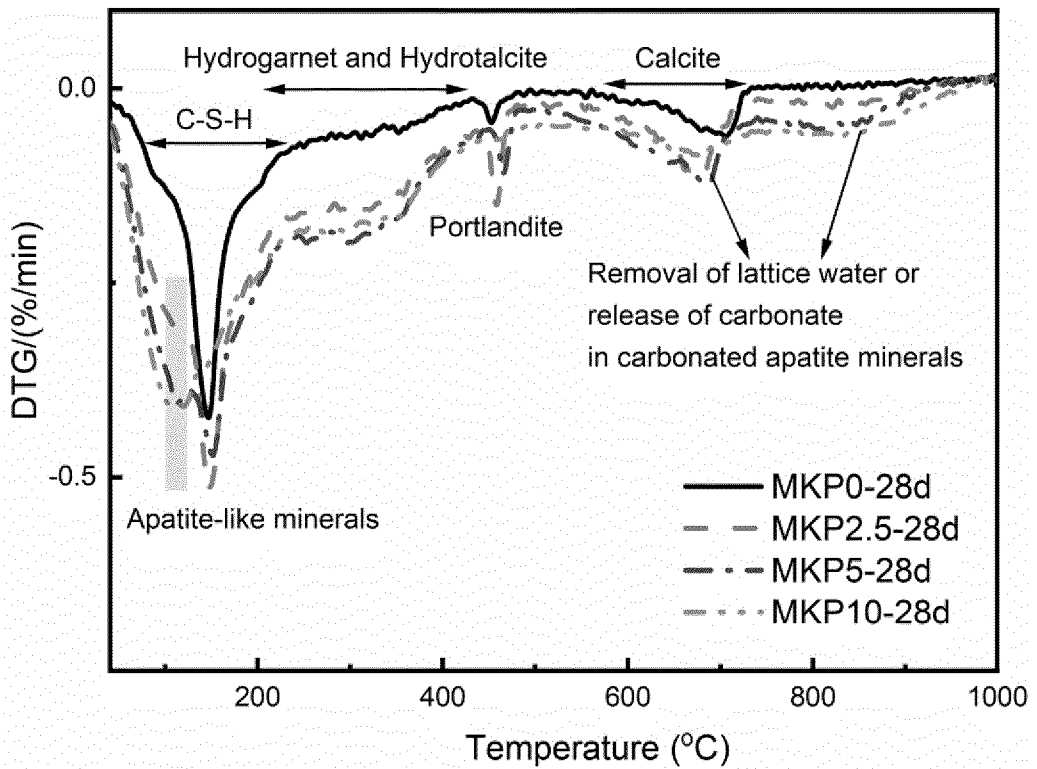 Hydrogarnet and Hydrotalcite
Calcite
0.0
C-S-H
Portlandite
Removal of lattice water or
release of carbonate
in carbonated apatite minerals
DTG/(%/min)
-0.5
Apatite-like minerals
MKP0-28d
MKP2.5-28d
MKP5-28d
MKP10-28d
200
400
600
800
1000
Temperature (°C)